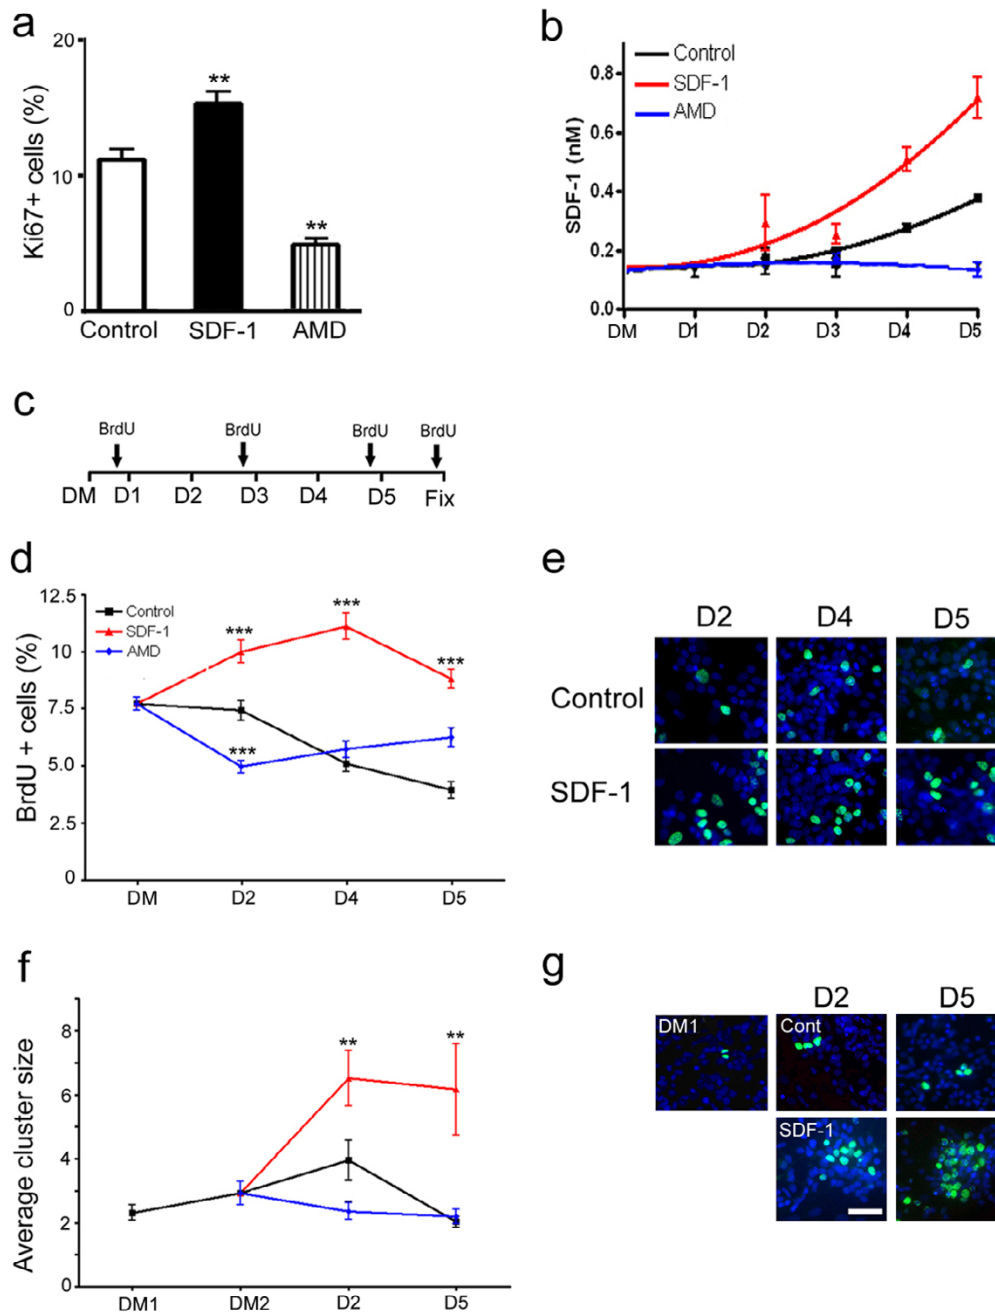 a
20
10
0
Ki67+ cells (%)
**
**
Control SDF-1 AMD
b
Control
SDF-1
AMD
0.8
0.6
0.4
0.2
0.0
SDF-1 (nM)
DM D1 D2 D3 D4 D5
c
BrdU BrdU BrdU BrdU
DM D1 D2 D3 D4 D5 Fix
d
12.5
10
7.5
5.0
2.5
0
BrdU + cells (%)
Control
SDF-1
AMD
***
***
***
***
DM D2 D4 D5
e
D2 D4 D5
Control
SDF-1
f
8
6
4
2
0
Average cluster size
** **
DM1 DM2 D2 D5
g
D2 D5
DM1 Cont
SDF-1